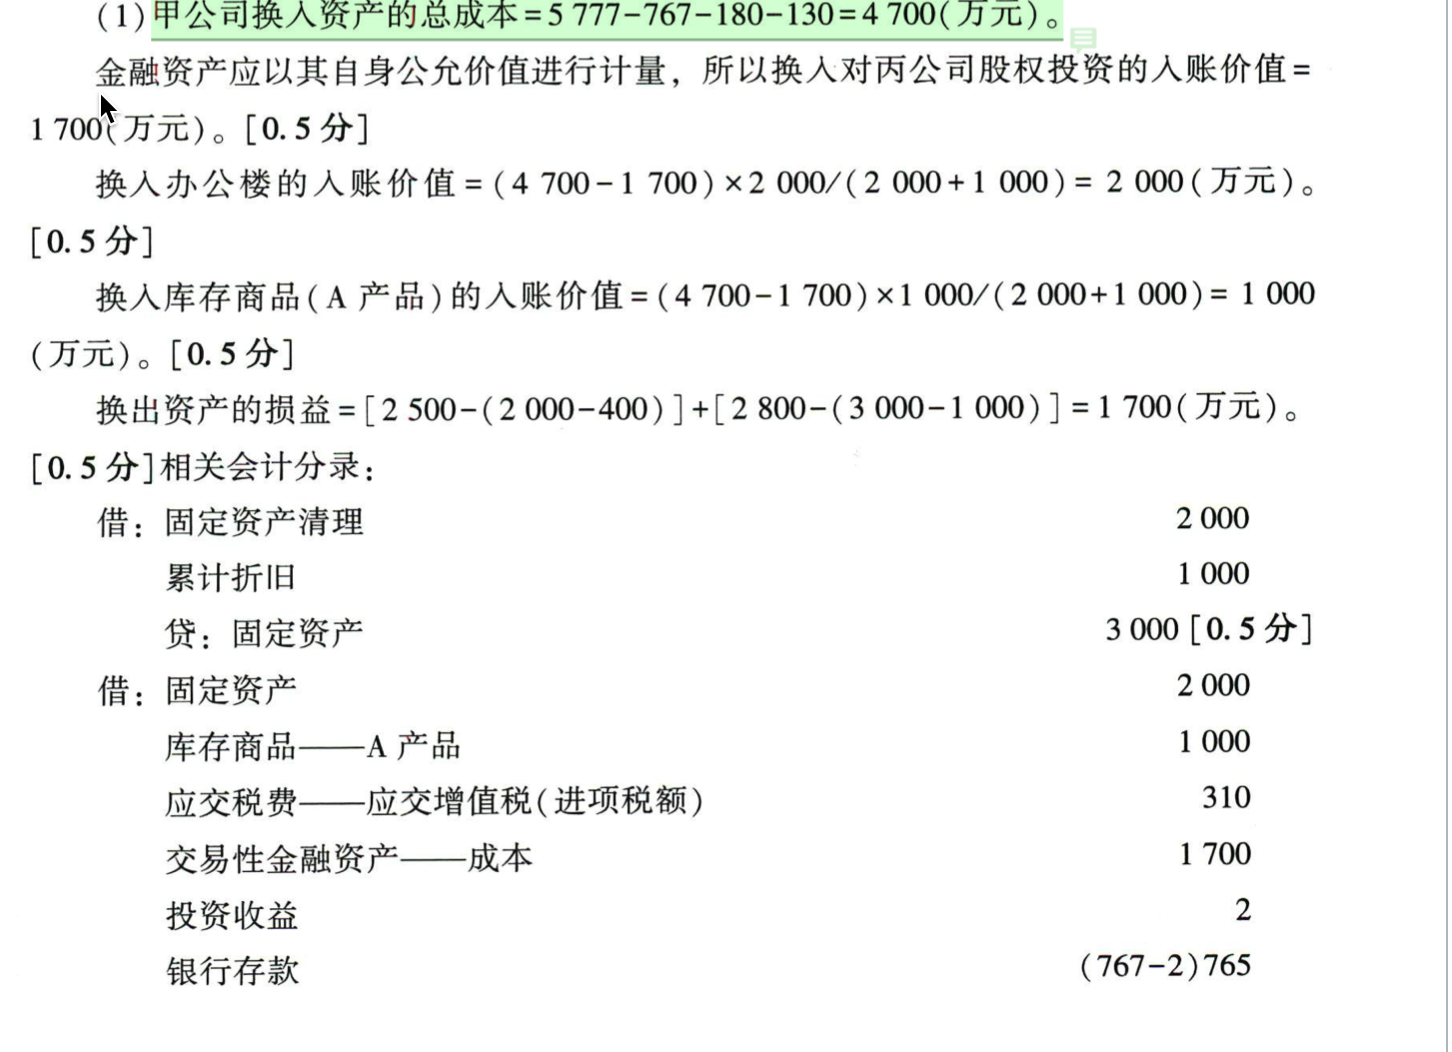 (1)甲公司换入资产的总成本=5 777-767-180-130=4 700(万元)。
金融资产应以其自身公允价值进行计量，所以换入对丙公司股权投资的入账价值=
1 700(万元)。[0.5分]
换入办公楼的入账价值=(4 700-1 700)×2 000/(2 000+1 000)= 2 000(万元)。
[0.5分]
换入库存商品(A 产品)的入账价值=(4 700-1 700)×1 000/(2 000+1 000)= 1 000
(万元)。[0.5分]
换出资产的损益=[2 500-(2 000-400)]+[2 800-(3 000-1 000)]=1 700(万元)。
[0.5分]相关会计分录：
借：固定资产清理 2 000
累计折旧 1 000
贷：固定资产 3 000 [0.5分]
借：固定资产 2 000
库存商品——A 产品 1 000
应交税费——应交增值税(进项税额) 310
交易性金融资产——成本 1 700
投资收益 2
银行存款 (767-2)765